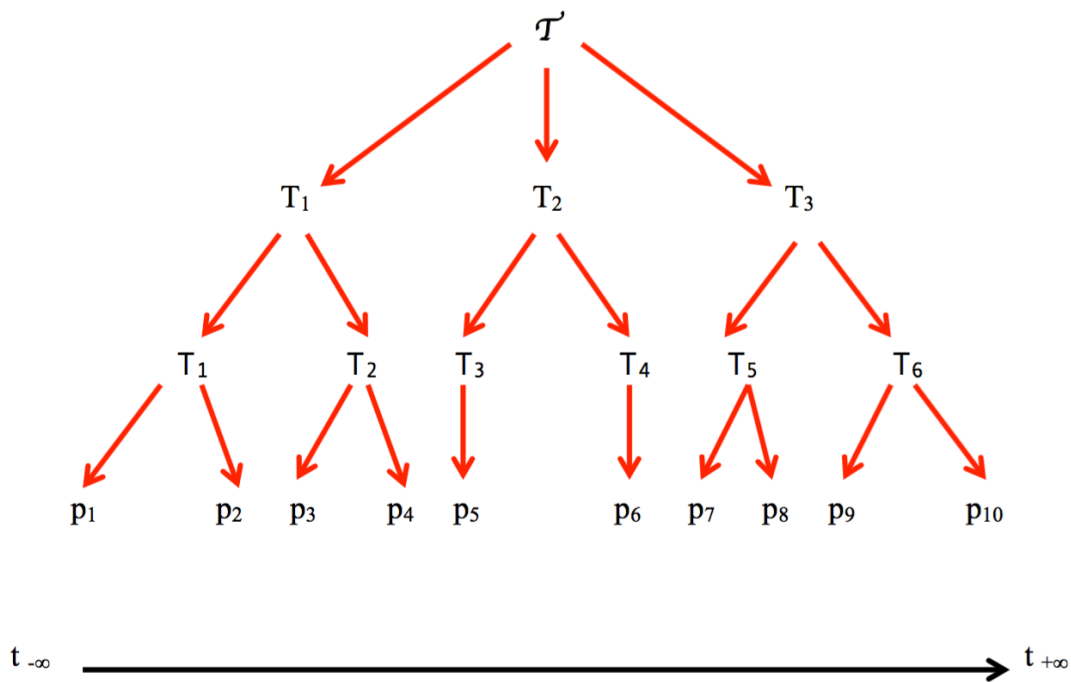 𝒯
T₁ T₂ T₃
T₁ T₂ T₃ T₄ T₅ T₆
p₁ p₂ p₃ p₄ p₅ p₆ p₇ p₈ p₉ p₁₀
t -∞ t +∞